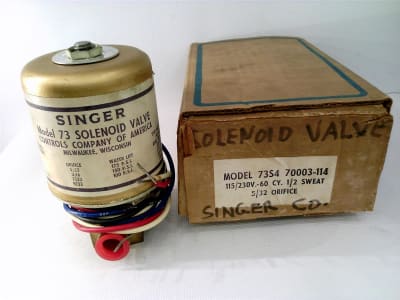 SINGER
Model 73 SOLENOID VALVE
CONTROLS COMPANY OF AMERICA
MILWAUKEE, WISCONSIN
ORIFICE
WATER
SOLENOID VALVE
MODEL 73S4 70003-114
115/230V.-60 CY. 1/2 SWEAT
5/32 ORIFICE
SINGER CO.